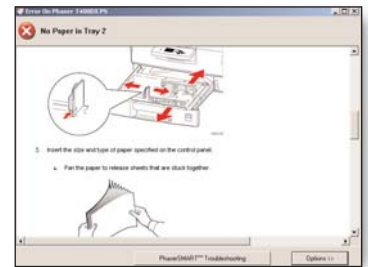 Error On Phaser 7400DX PS
No Paper in Tray 2
3. Insert the size and type of paper specified on the control panel.
a. Fan the paper to release sheets that are stuck together
PhaserSMART™ Troubleshooting
Options >>